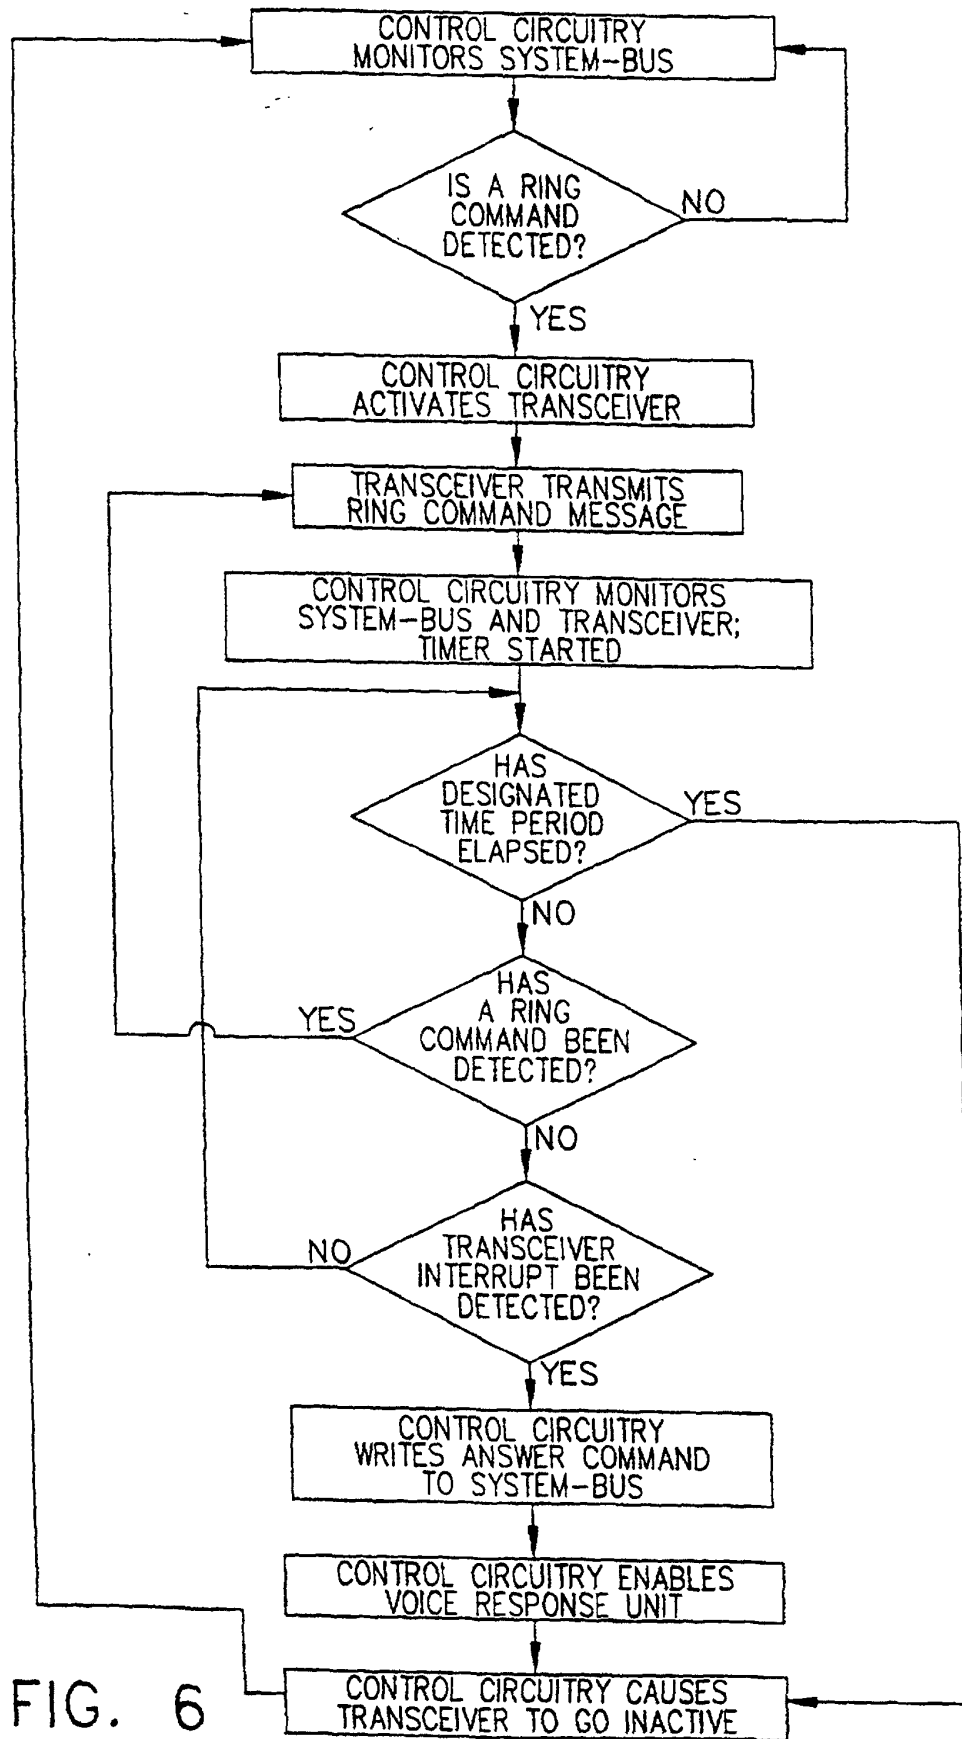 CONTROL CIRCUITRY
MONITORS SYSTEM-BUS
IS A RING
COMMAND
DETECTED?
NO
YES
CONTROL CIRCUITRY
ACTIVATES TRANSCEIVER
TRANSCEIVER TRANSMITS
RING COMMAND MESSAGE
CONTROL CIRCUITRY MONITORS
SYSTEM-BUS AND TRANSCEIVER;
TIMER STARTED
HAS
DESIGNATED
TIME PERIOD
ELAPSED?
YES
NO
HAS
A RING
COMMAND BEEN
DETECTED?
YES
NO
HAS
TRANSCEIVER
INTERRUPT BEEN
DETECTED?
NO
YES
CONTROL CIRCUITRY
WRITES ANSWER COMMAND
TO SYSTEM-BUS
CONTROL CIRCUITRY ENABLES
VOICE RESPONSE UNIT
CONTROL CIRCUITRY CAUSES
TRANSCEIVER TO GO INACTIVE
FIG. 6